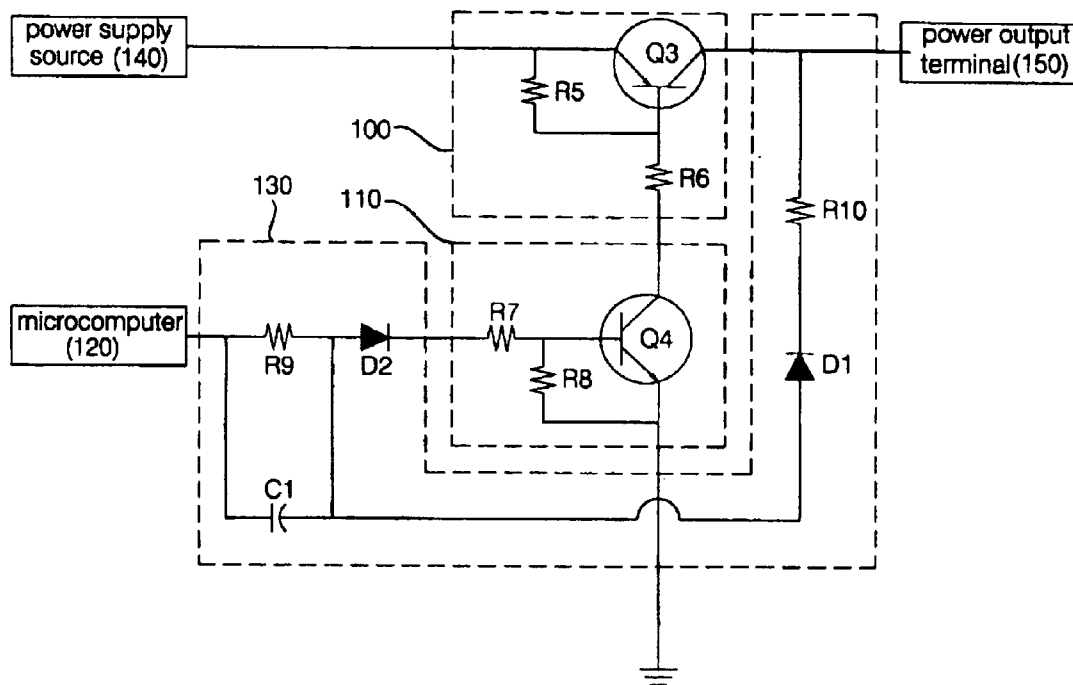 power supply
source (140)
Q3
power output
terminal (150)
R5
100
R6
130
110
R10
microcomputer
(120)
R7
R9
D2
Q4
R8
D1
C1